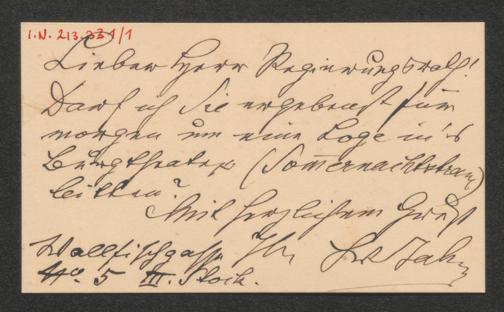 I.N. 213.331/1
Lieber Herr Regierungsrath!
Darf ich Sie ergebenst für
morgen um eine Loge in's
Burgtheater (Sommernachtstraum)
bitten?
Mit herzlichem Gruß
Wallfischgasse Ihr Jahn
No. 5 III. Stock.